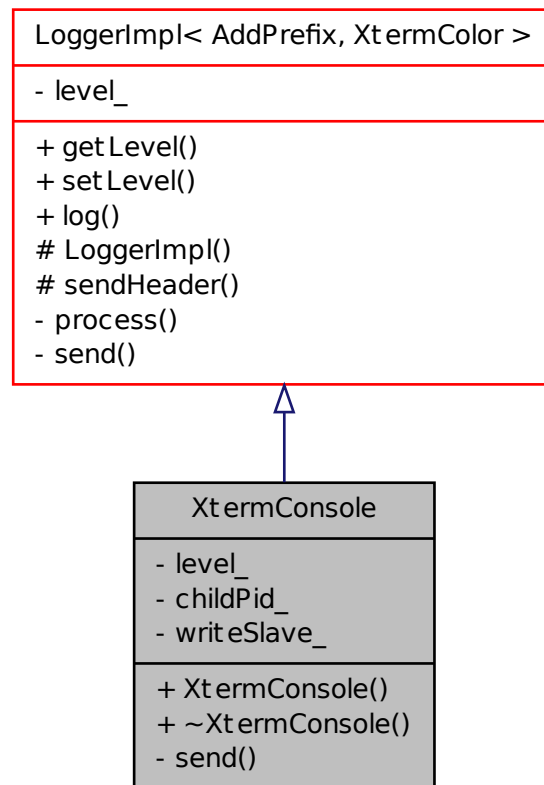 LoggerImpl< AddPrefix, XtermColor >
- level_
+ getLevel()
+ setLevel()
+ log()
# LoggerImpl()
# sendHeader()
- process()
- send()
XtermConsole
- level_
- childPid_
- writeSlave_
+ XtermConsole()
+ ~XtermConsole()
- send()